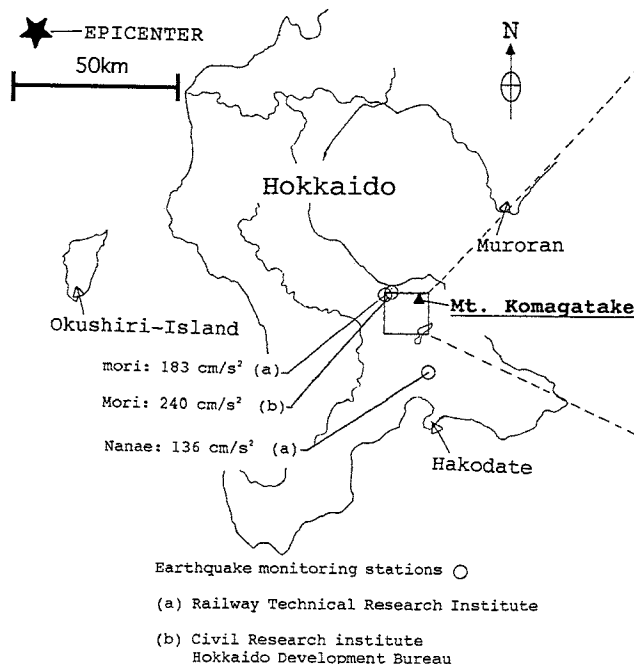 EPICENTER
50km
N
Hokkaido
Muroran
Mt. Komagatake
Okushiri-Island
mori: 183 cm/s² (a)
Mori: 240 cm/s² (b)
Nanae: 136 cm/s² (a)
Hakodate
Earthquake monitoring stations
(a) Railway Technical Research Institute
(b) Civil Research institute
Hokkaido Development Bureau